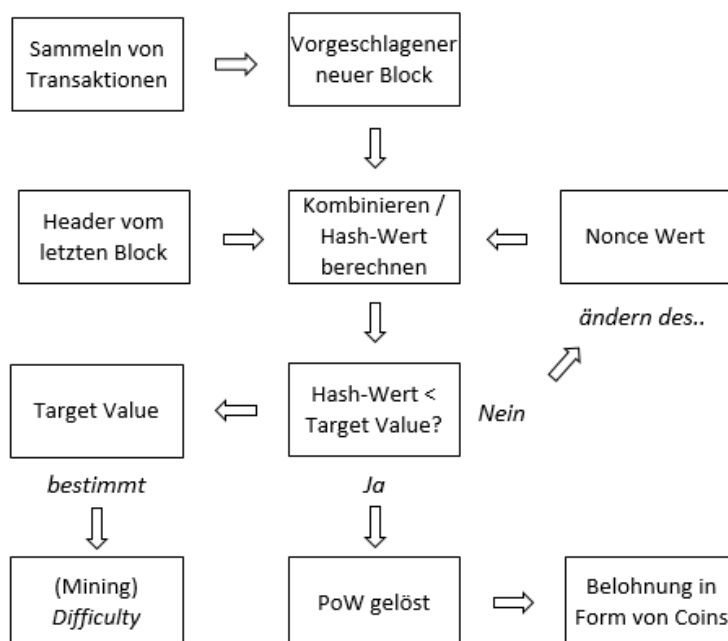 Sammeln von
Transaktionen
Vorgeschlagener
neuer Block
Header vom
letzten Block
Kombinieren /
Hash-Wert
berechnen
Nonce Wert
ändern des..
Target Value
Hash-Wert <
Target Value?
Nein
bestimmt
Ja
(Mining)
Difficulty
PoW gelöst
Belohnung in
Form von Coins